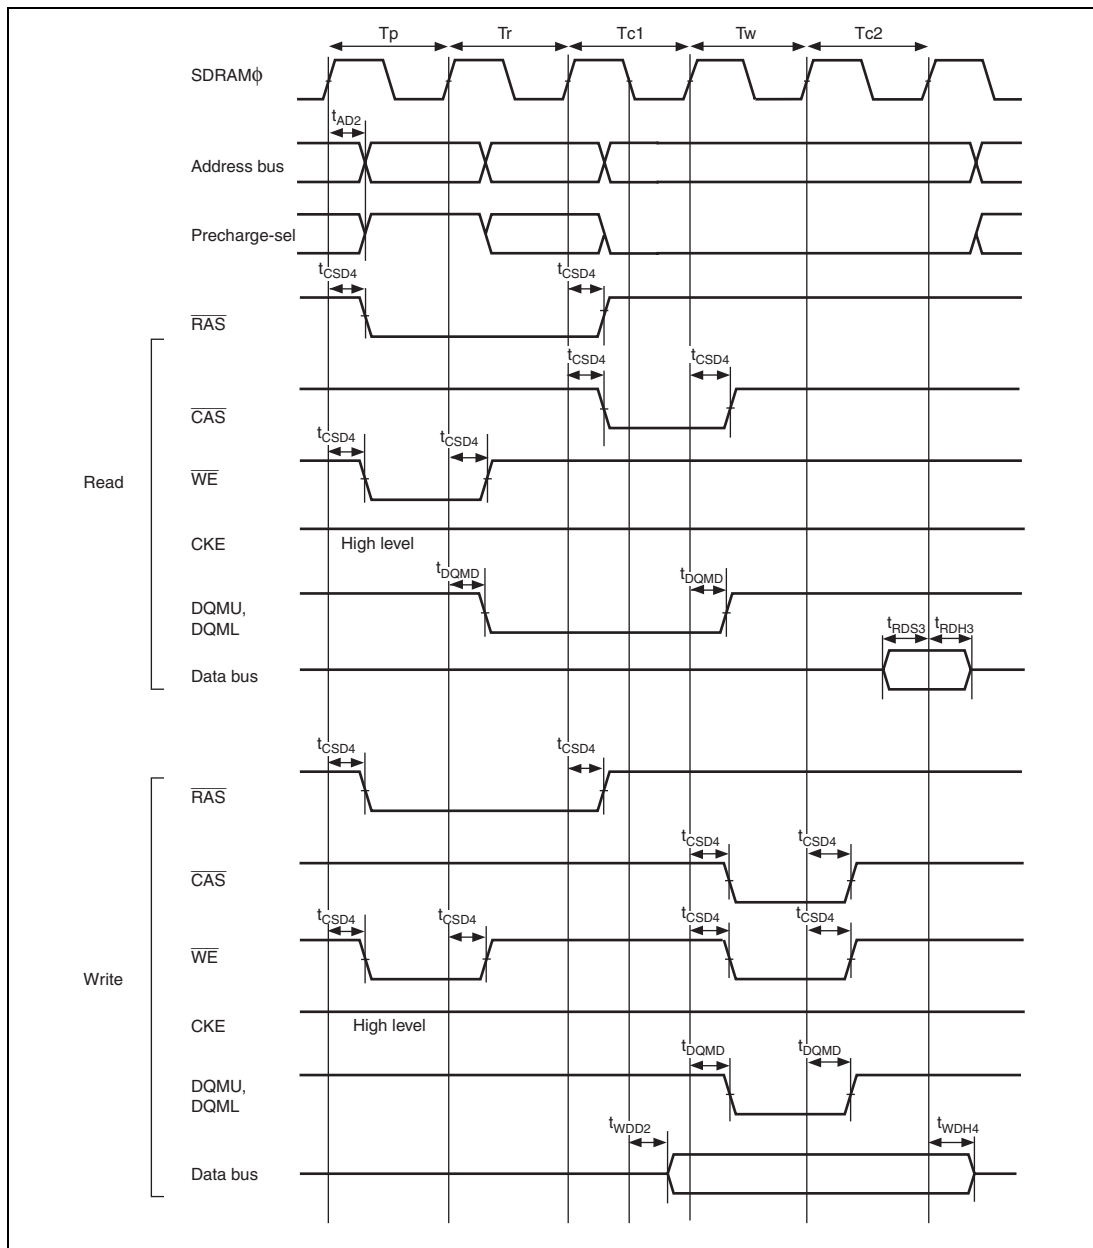 Tp Tr Tc1 Tw Tc2
SDRAMϕ
tAD2
Address bus
Precharge-sel
tCSD4 tCSD4
RAS
tCSD4 tCSD4
CAS
tCSD4 tCSD4
Read
WE
CKE High level
tDQMD tDQMD
DQMU,
DQML
tRDS3 tRDH3
Data bus
tCSD4 tCSD4
RAS
tCSD4 tCSD4
CAS
tCSD4 tCSD4 tCSD4 tCSD4
WE
Write
CKE High level
tDQMD tDQMD
DQMU,
DQML
tWDD2 tWDH4
Data bus